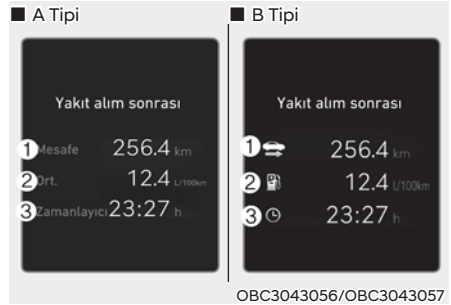 ■ A Tipi
Yakıt alım sonrası
1 Mesafe 256.4 km
2 Ort. 12.4 L/100km
3 Zamanlayıcı 23:27 h
■ B Tipi
Yakıt alım sonrası
1 256.4 km
2 12.4 L/100km
3 23:27 h
OBC3043056/OBC3043057